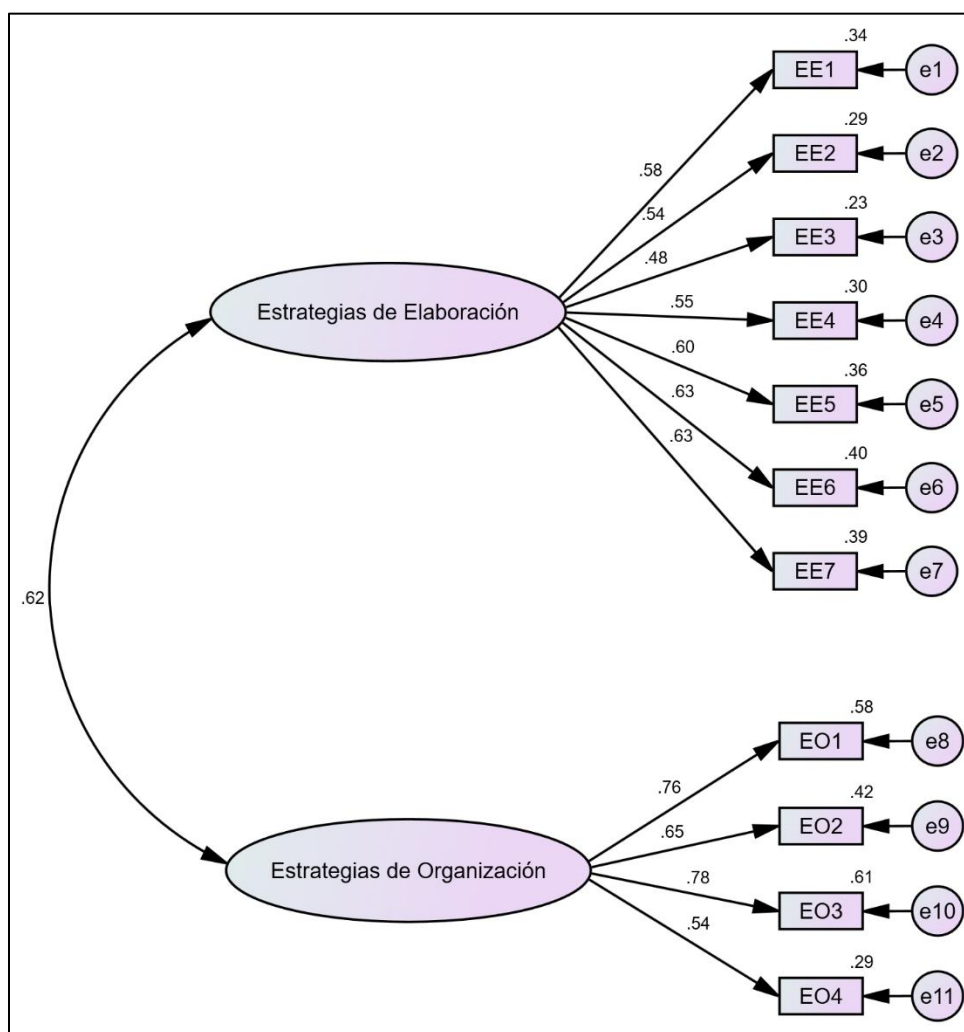 .34
EE1
e1
.29
EE2
e2
.58
.23
EE3
e3
.54
.48
.30
EE4
e4
.55
Estrategias de Elaboración
.60
.36
EE5
e5
.63
.40
EE6
e6
.63
.39
EE7
e7
.62
.58
EO1
e8
.76
.42
EO2
e9
.65
Estrategias de Organización
.78
.61
EO3
e10
.54
.29
EO4
e11